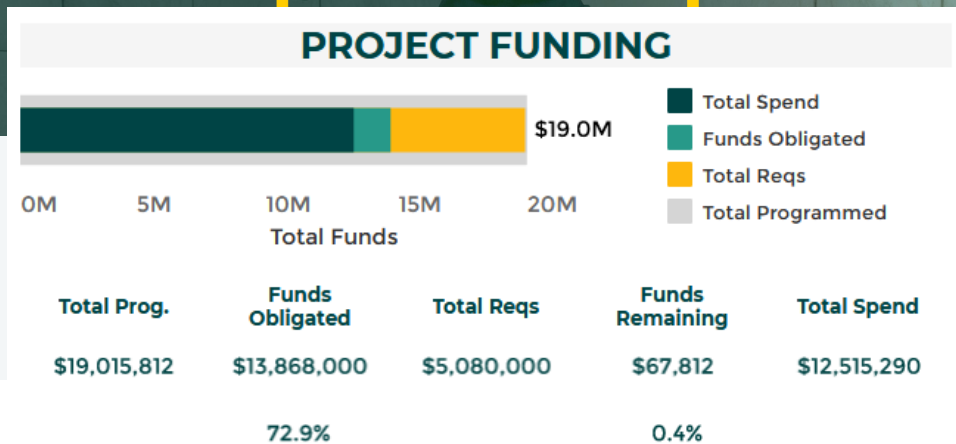 PROJECT FUNDING
$19.0M
Total Spend
Funds Obligated
Total Reqs
Total Programmed
0M 5M 10M 15M 20M
Total Funds
Total Prog. Funds Obligated Total Reqs Funds Remaining Total Spend
$19,015,812 $13,868,000 $5,080,000 $67,812 $12,515,290
72.9% 0.4%